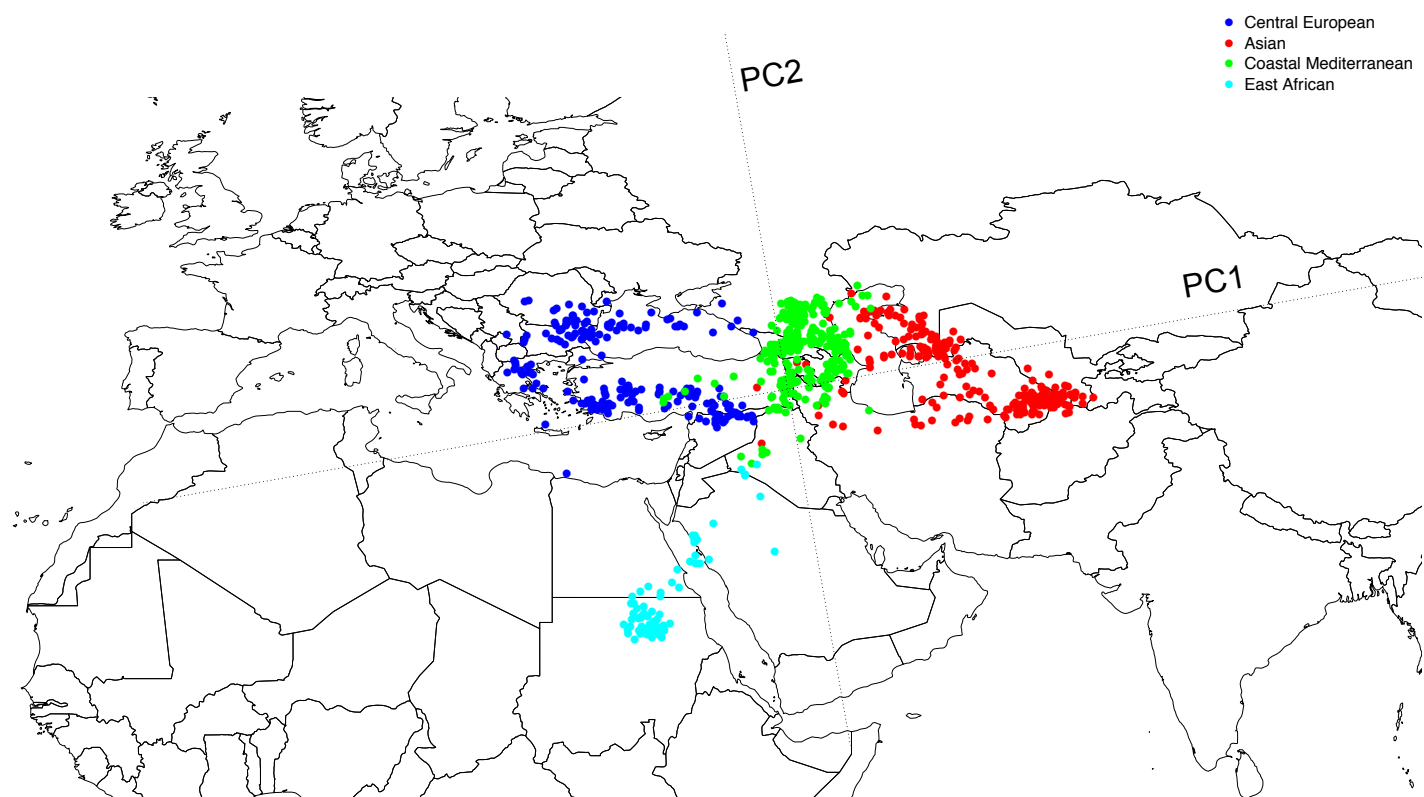 Central European
Asian
Coastal Mediterranean
East African
PC2
PC1